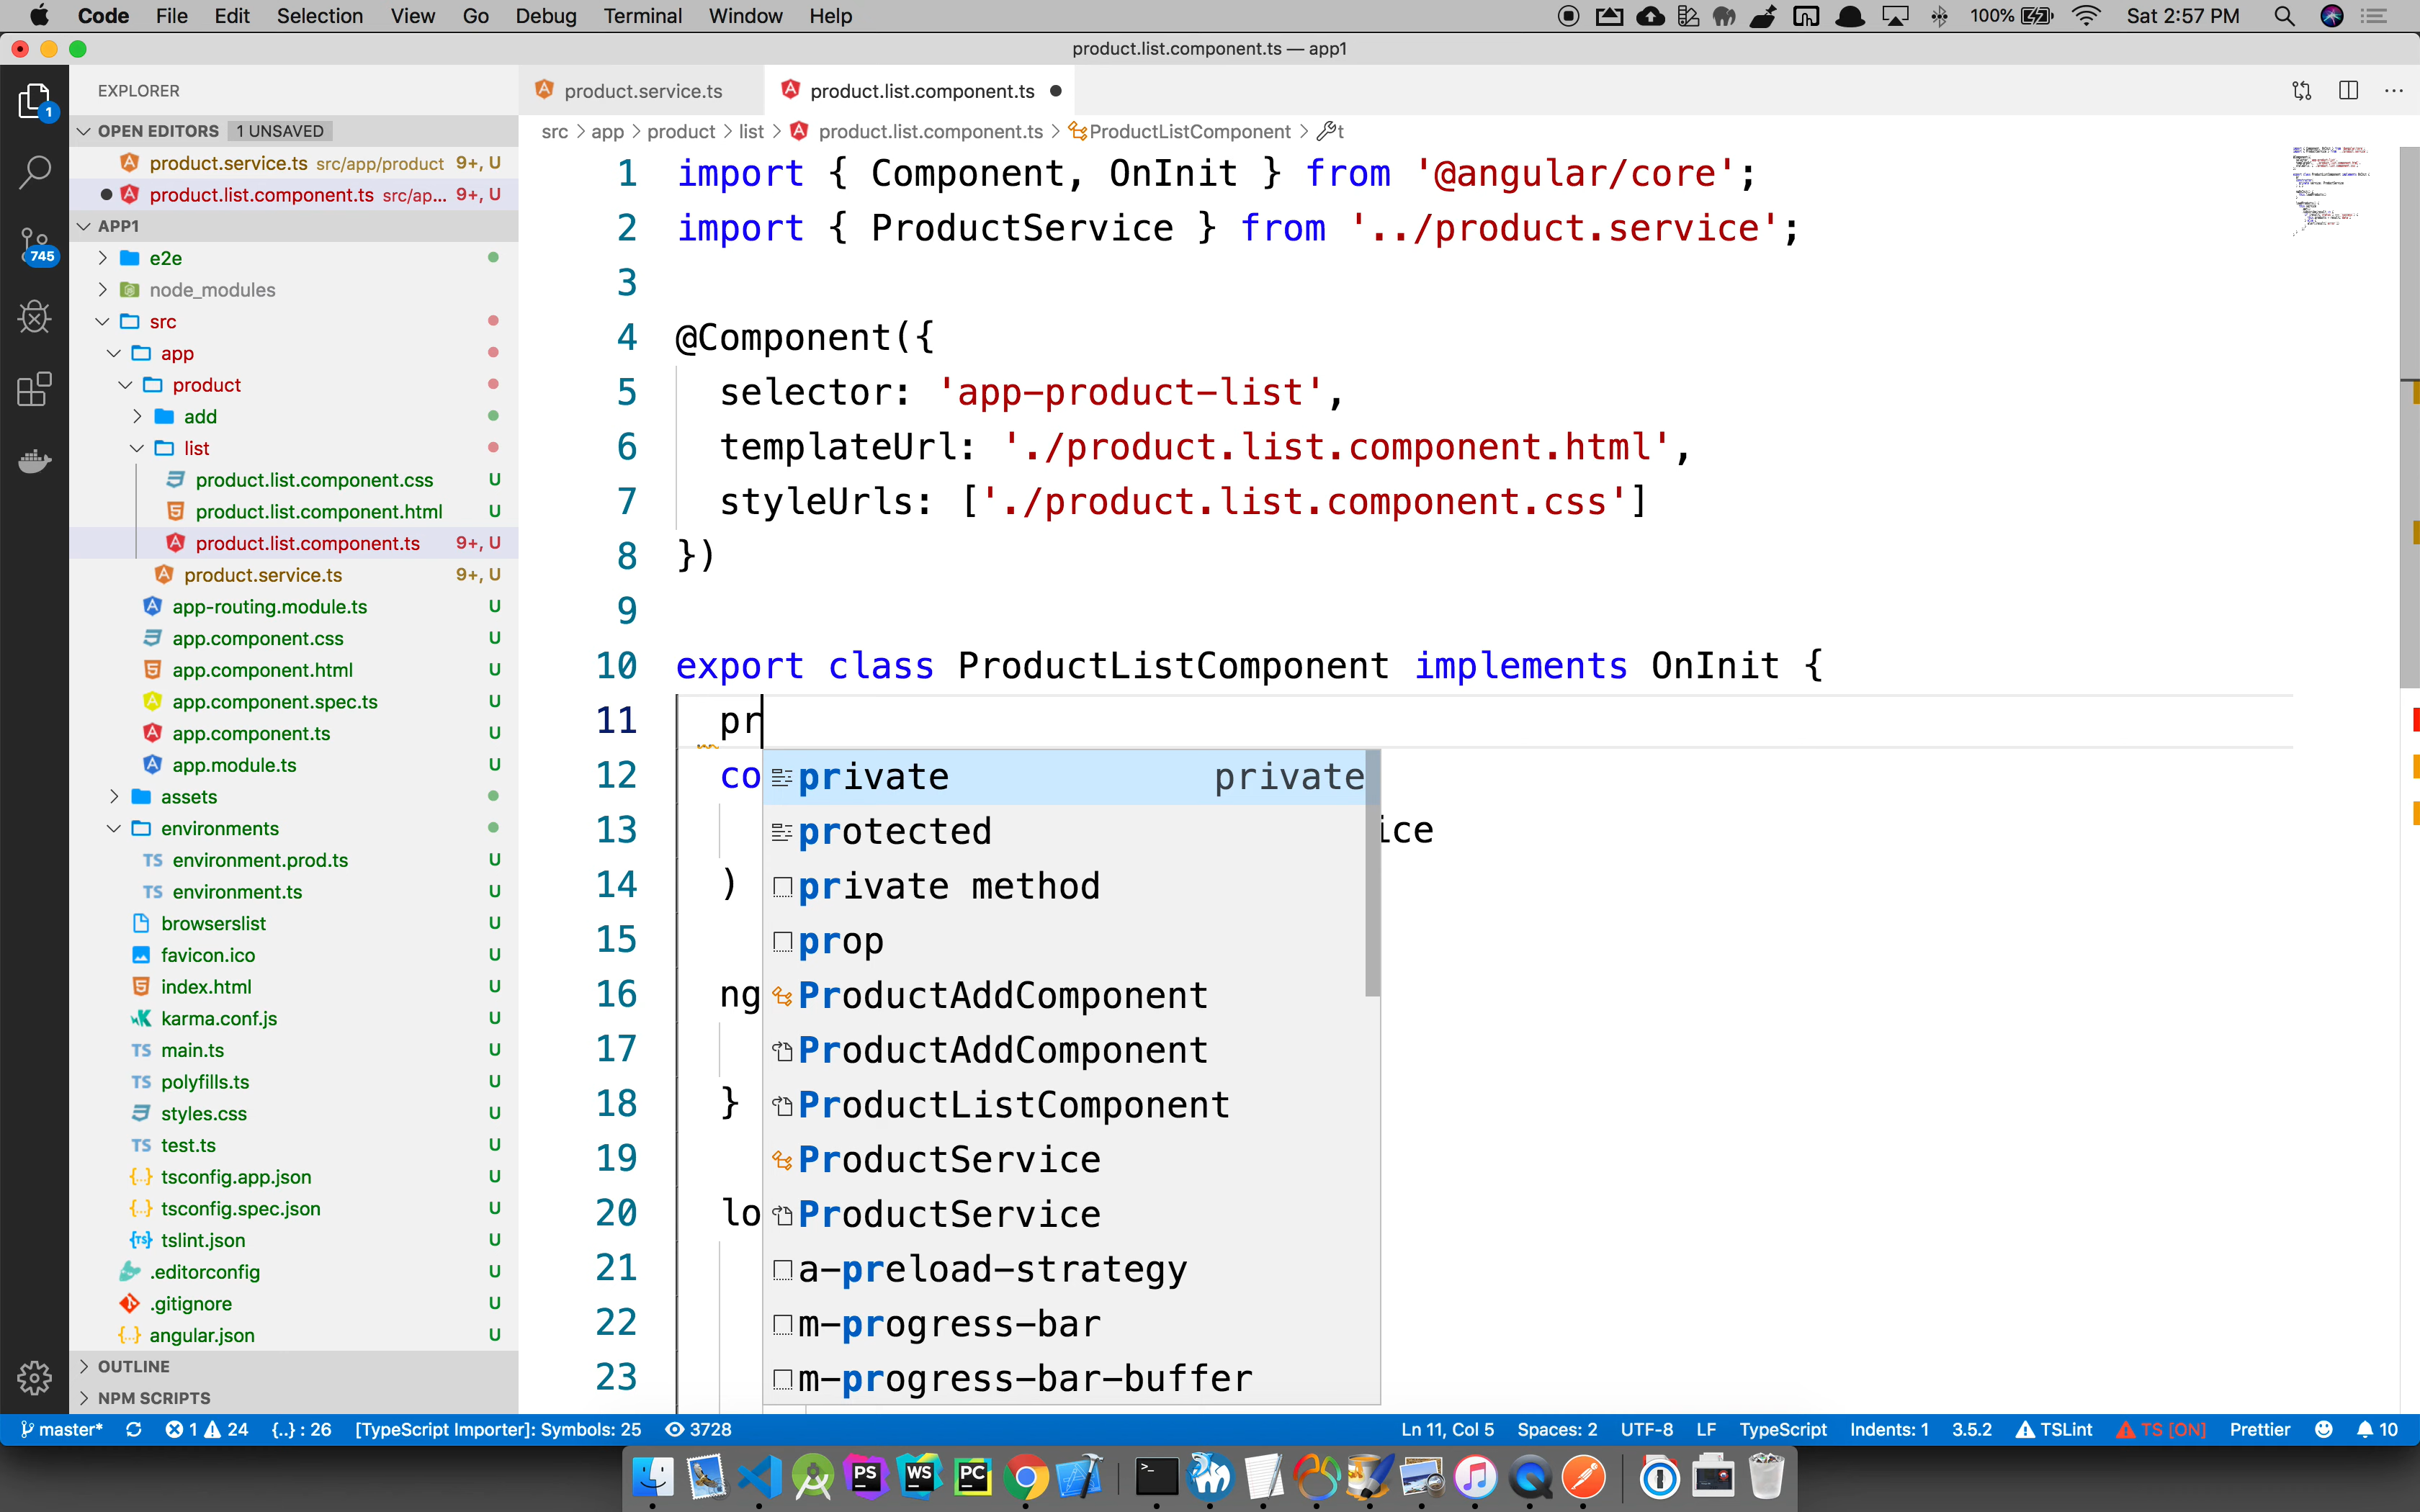 Code File Edit Selection View Go Debug Terminal Window Help 100% Sat 2:57 PM
product.list.component.ts — app1
EXPLORER
OPEN EDITORS 1 UNSAVED
product.service.ts src/app/product 9+, U
product.list.component.ts src/ap... 9+, U
APP1
e2e
node_modules
src
app
product
add
list
product.list.component.css U
product.list.component.html U
product.list.component.ts 9+, U
product.service.ts 9+, U
app-routing.module.ts U
app.component.css U
app.component.html U
app.component.spec.ts U
app.component.ts U
app.module.ts U
assets
environments
environment.prod.ts U
environment.ts U
browserslist U
favicon.ico U
index.html U
karma.conf.js U
main.ts U
polyfills.ts U
styles.css U
test.ts U
tsconfig.app.json U
tsconfig.spec.json U
tslint.json U
.editorconfig U
.gitignore U
angular.json U
OUTLINE
NPM SCRIPTS
1
745
product.service.ts product.list.component.ts
src > app > product > list > product.list.component.ts > ProductListComponent > t
1 import { Component, OnInit } from '@angular/core';
2 import { ProductService } from '../product.service';
3
4 @Component({
5 selector: 'app-product-list',
6 templateUrl: './product.list.component.html',
7 styleUrls: ['./product.list.component.css']
8 })
9
10 export class ProductListComponent implements OnInit {
11 pr
12 co
13 ice
14 )
15
16 ng
17
18 }
19
20 lo
21
22
23
private private
protected
private method
prop
ProductAddComponent
ProductAddComponent
ProductListComponent
ProductService
ProductService
a-preload-strategy
m-progress-bar
m-progress-bar-buffer
master* 1 24 {..} : 26 [TypeScript Importer]: Symbols: 25 3728 Ln 11, Col 5 Spaces: 2 UTF-8 LF TypeScript Indents: 1 3.5.2 TSLint TS [ON] Prettier 10
PS WS PC